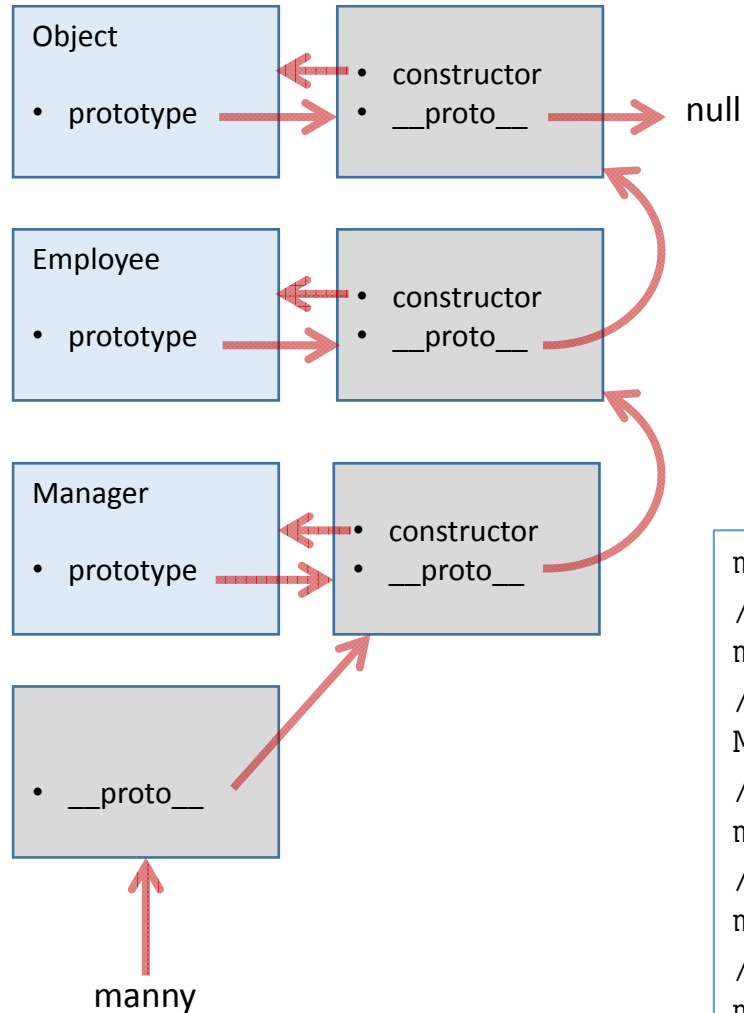 Object
• prototype
• constructor
• __proto__
null
Employee
• prototype
• constructor
• __proto__
Manager
• prototype
• constructor
• __proto__
• __proto__
manny
/
/
/
/
/